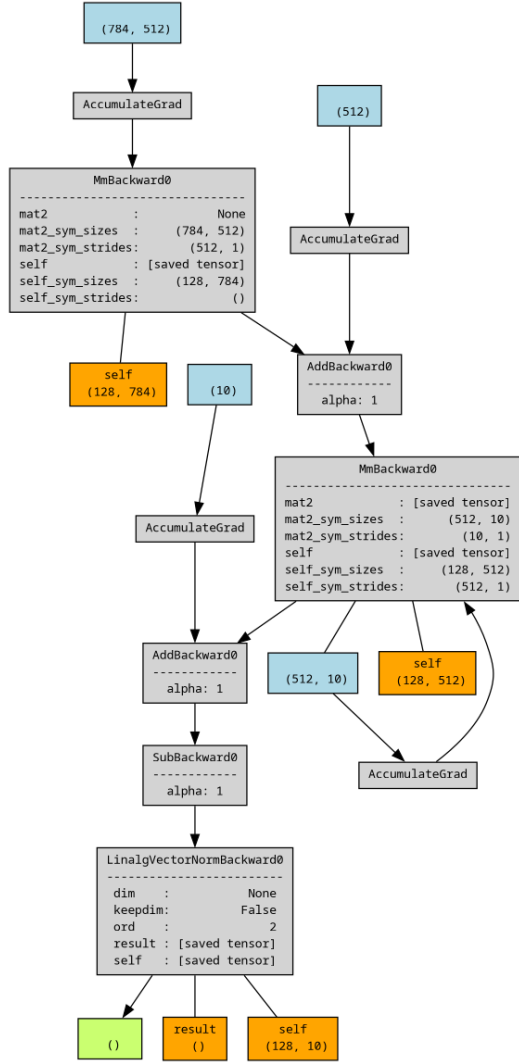 (784, 512)
AccumulateGrad
(512)
MmBackward0
--------------------------------
mat2            :           None
mat2_sym_sizes  :     (784, 512)
mat2_sym_strides:       (512, 1)
self            : [saved tensor]
self_sym_sizes  :     (128, 784)
self_sym_strides:             ()
AccumulateGrad
self
(128, 784)
(10)
AddBackward0
------------
alpha: 1
MmBackward0
--------------------------------
mat2            : [saved tensor]
mat2_sym_sizes  :      (512, 10)
mat2_sym_strides:        (10, 1)
self            : [saved tensor]
self_sym_sizes  :     (128, 512)
self_sym_strides:       (512, 1)
AccumulateGrad
AddBackward0
------------
alpha: 1
(512, 10)
self
(128, 512)
SubBackward0
------------
alpha: 1
AccumulateGrad
LinalgVectorNormBackward0
-------------------------
dim    :           None
keepdim:          False
ord    :              2
result : [saved tensor]
self   : [saved tensor]
()
result
()
self
(128, 10)